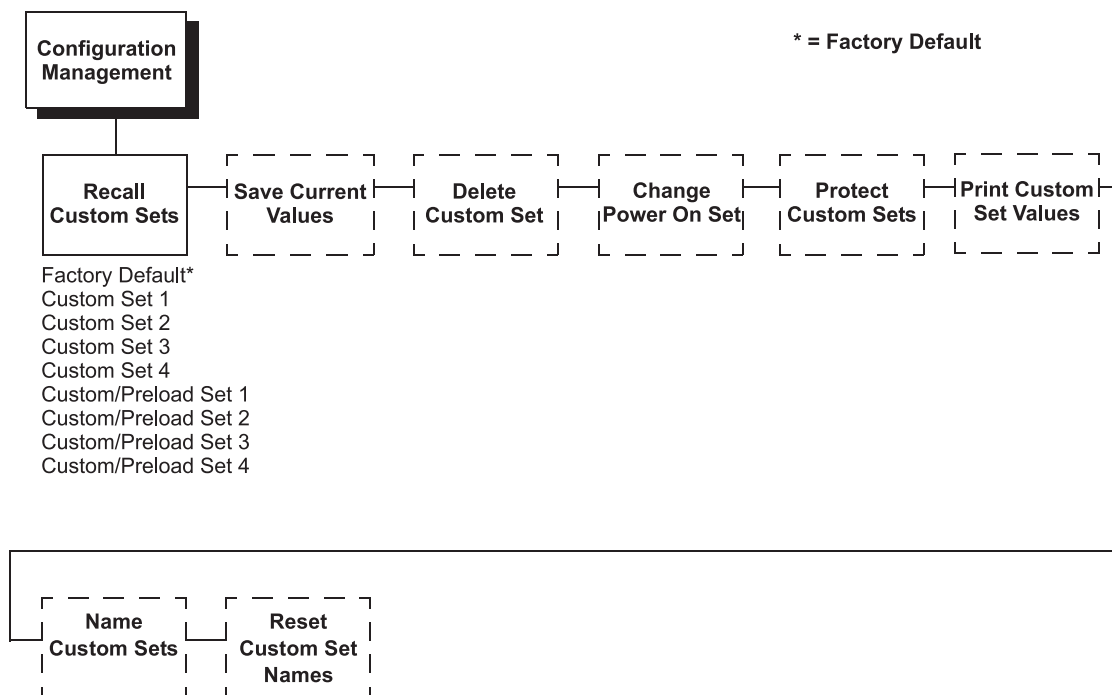 Configuration
Management
* = Factory Default
Recall
Custom Sets
Save Current
Values
Delete
Custom Set
Change
Power On Set
Protect
Custom Sets
Print Custom
Set Values
Factory Default*
Custom Set 1
Custom Set 2
Custom Set 3
Custom Set 4
Custom/Preload Set 1
Custom/Preload Set 2
Custom/Preload Set 3
Custom/Preload Set 4
Name
Custom Sets
Reset
Custom Set
Names